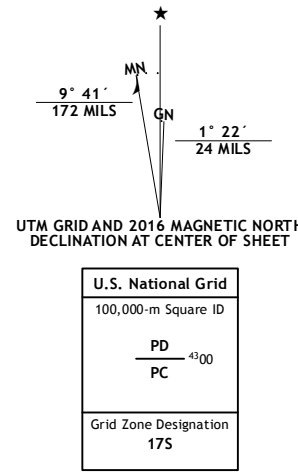 ★
MN
GN
9° 41´
172 MILS
1° 22´
24 MILS
UTM GRID AND 2016 MAGNETIC NORTH
DECLINATION AT CENTER OF SHEET
U.S. National Grid
100,000-m Square ID
PD
4300
PC
Grid Zone Designation
17S